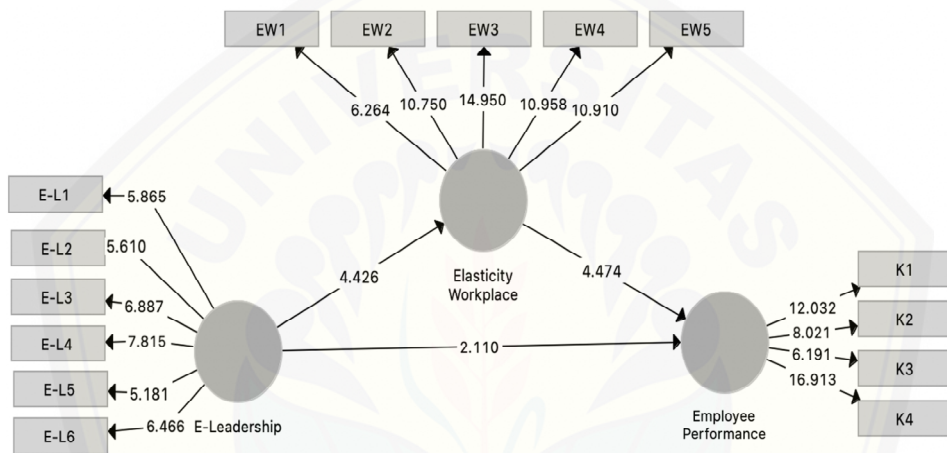 EW1
EW2
EW3
EW4
EW5
6.264
10.750
14.950
10.958
10.910
E-L1
E-L2
E-L3
E-L4
E-L5
E-L6
5.865
5.610
6.887
7.815
5.181
6.466
E-Leadership
4.426
Elasticity
Workplace
4.474
2.110
Employee
Performance
12.032
8.021
6.191
16.913
K1
K2
K3
K4
UNIVERSITAS